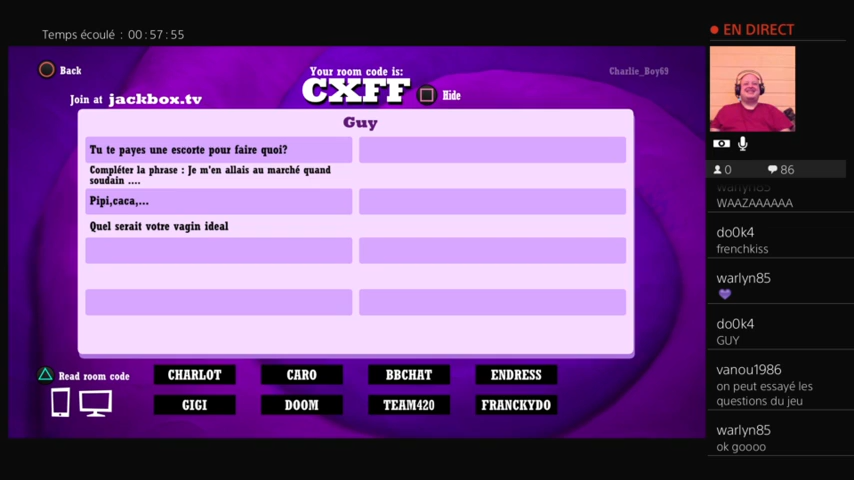 Temps écoulé : 00:57:55
EN DIRECT
Back
Your room code is:
Charlie_Boy69
Join at jackbox.tv
CXFF
Hide
Guy
Tu te payes une escorte pour faire quoi?
Compléter la phrase : Je m'en allais au marché quand
soudain ....
Pipi,caca,...
Quel serait votre vagin ideal
Read room code
CHARLOT
CARO
BBCHAT
ENDRESS
GIGI
DOOM
TEAM420
FRANCKYDO
0
86
warlyn85
WAAZAAAAAA
do0k4
frenchkiss
warlyn85
do0k4
GUY
vanou1986
on peut essayé les
questions du jeu
warlyn85
ok goooo